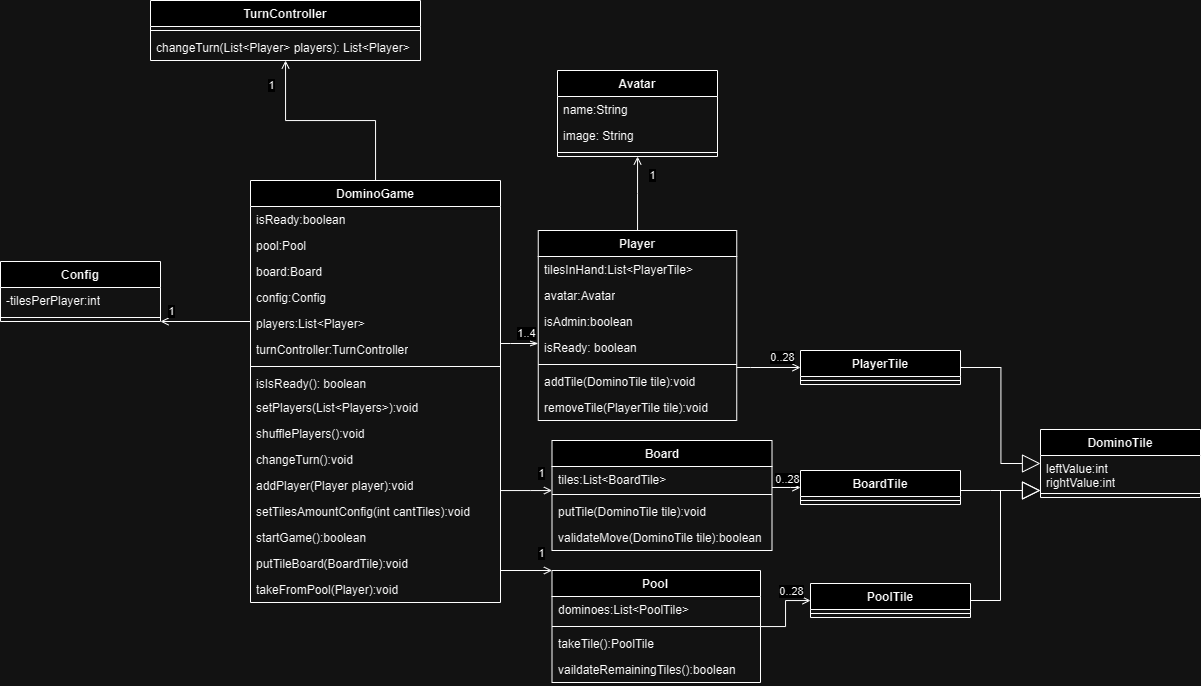 TurnController
changeTurn(List<Player> players): List<Player>
1
Avatar
name:String
image: String
1
DominoGame
isReady:boolean
pool:Pool
board:Board
config:Config
players:List<Player>
turnController:TurnController
isIsReady(): boolean
setPlayers(List<Players>):void
shufflePlayers():void
changeTurn():void
addPlayer(Player player):void
setTilesAmountConfig(int cantTiles):void
startGame():boolean
putTileBoard(BoardTile):void
takeFromPool(Player):void
Config
-tilesPerPlayer:int
1
1..4
Player
tilesInHand:List<PlayerTile>
avatar:Avatar
isAdmin:boolean
isReady: boolean
addTile(DominoTile tile):void
removeTile(PlayerTile tile):void
0..28
PlayerTile
DominoTile
leftValue:int
rightValue:int
1
Board
tiles:List<BoardTile>
putTile(DominoTile tile):void
validateMove(DominoTile tile):boolean
0..28
BoardTile
1
Pool
dominoes:List<PoolTile>
takeTile():PoolTile
vaildateRemainingTiles():boolean
0..28
PoolTile